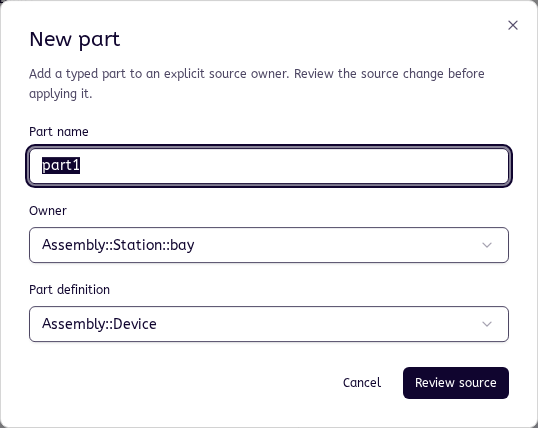 New part
Add a typed part to an explicit source owner. Review the source change before
applying it.
Part name
part1
Owner
Assembly::Station::bay
Part definition
Assembly::Device
Cancel
Review source